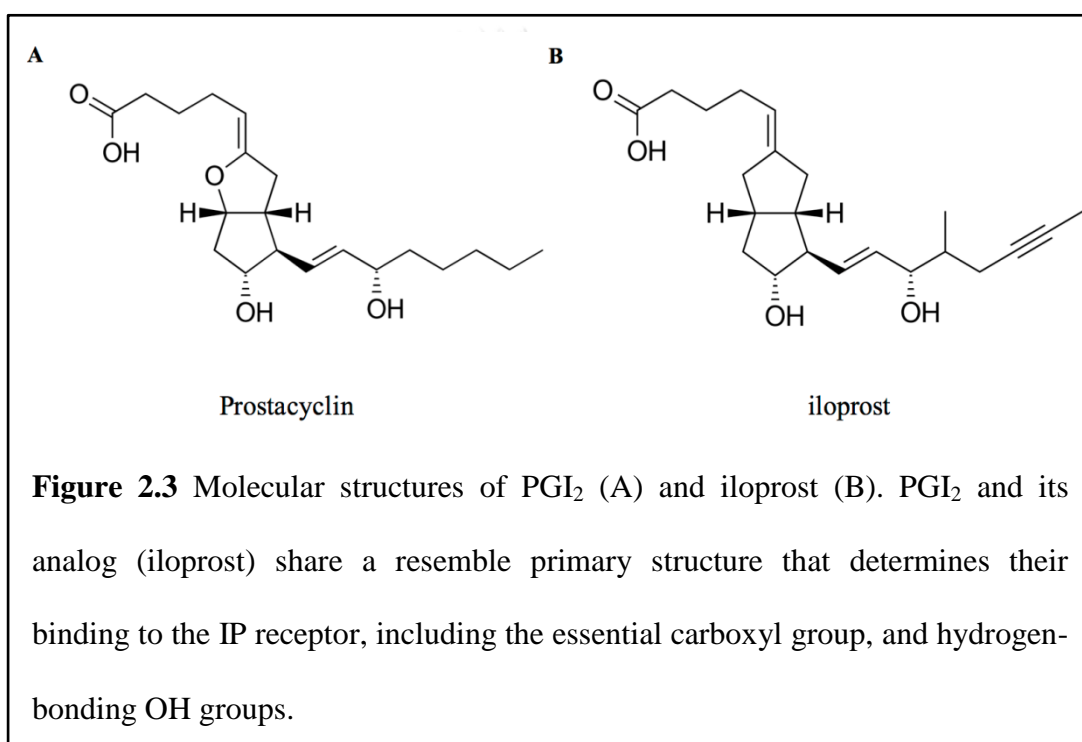 A
B
O
OH
O
H
H
OH
OH
O
OH
H
H
OH
OH
Prostacyclin
iloprost
Figure 2.3 Molecular structures of PGI₂ (A) and iloprost (B). PGI₂ and its
analog (iloprost) share a resemble primary structure that determines their
binding to the IP receptor, including the essential carboxyl group, and hydrogen-
bonding OH groups.